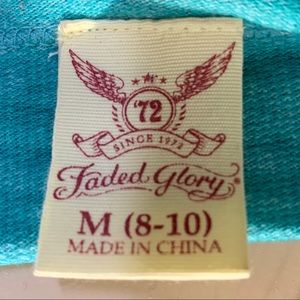 '72
SINCE 1972
Faded Glory®
M (8-10)
MADE IN CHINA